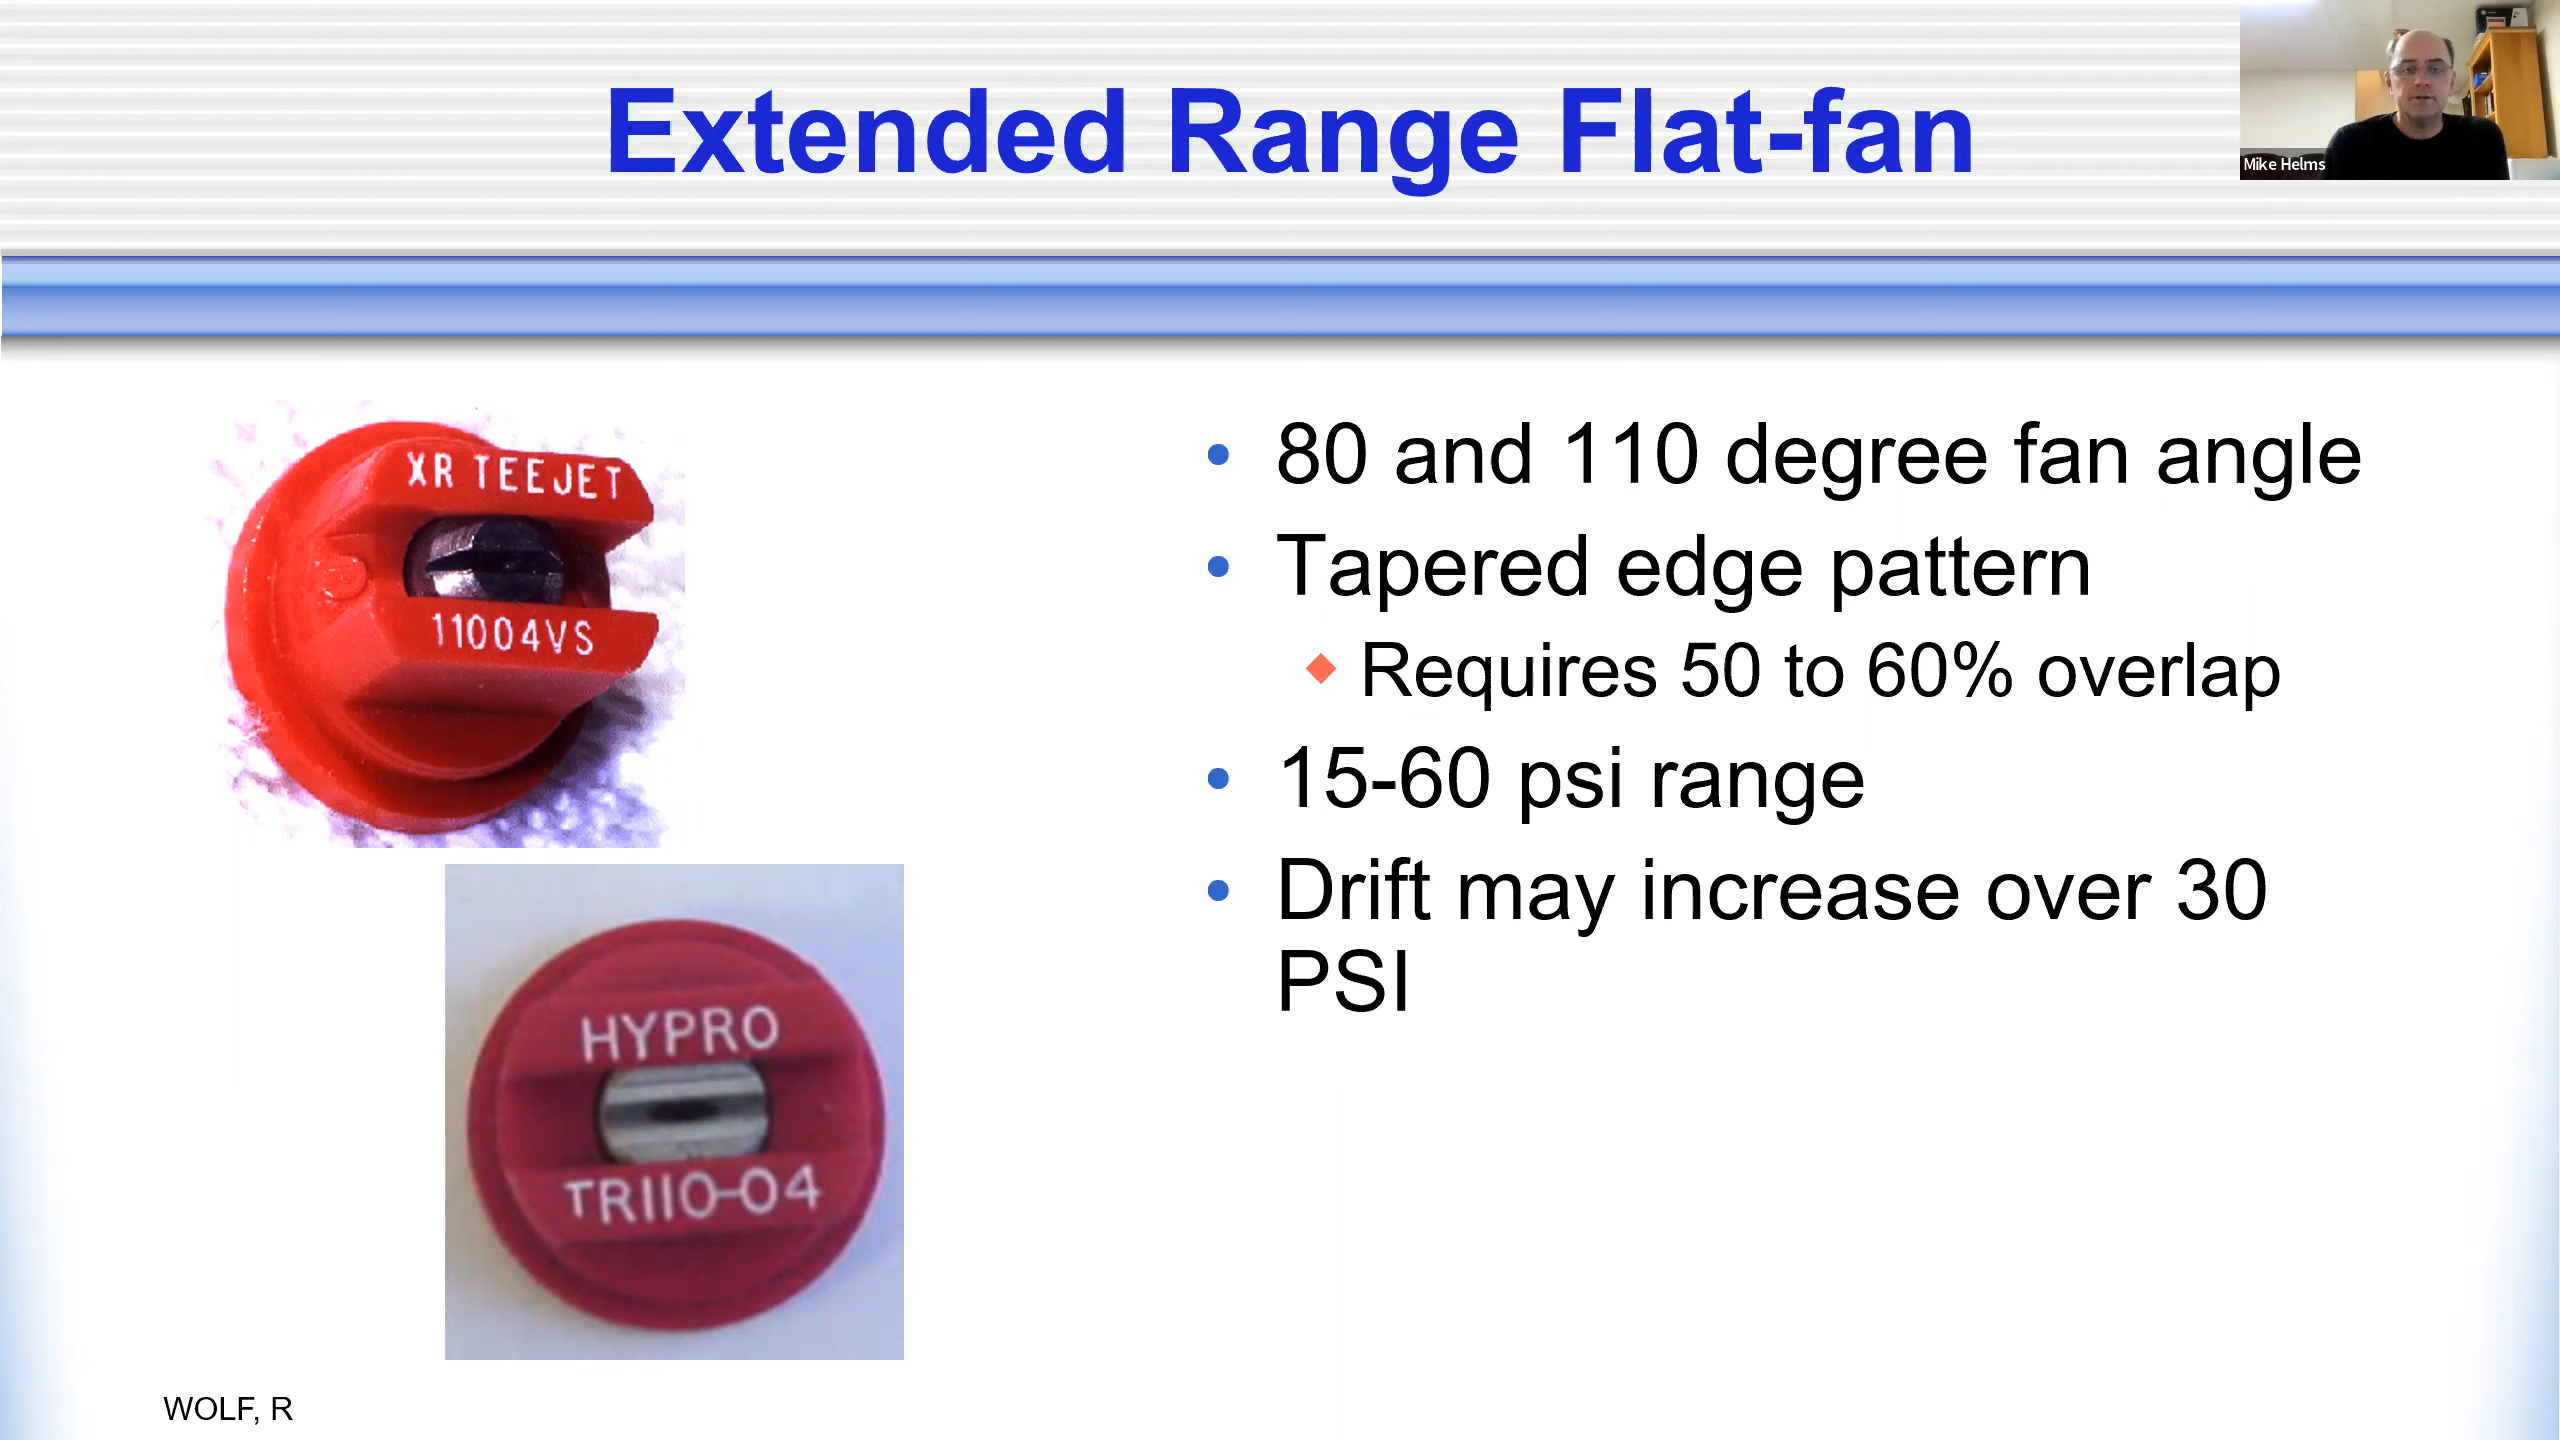 Extended Range Flat-fan
Mike Helms
XR TEEJET
11004VS
HYPRO
TR110-04
• 80 and 110 degree fan angle
• Tapered edge pattern
◆ Requires 50 to 60% overlap
• 15-60 psi range
• Drift may increase over 30
PSI
WOLF, R